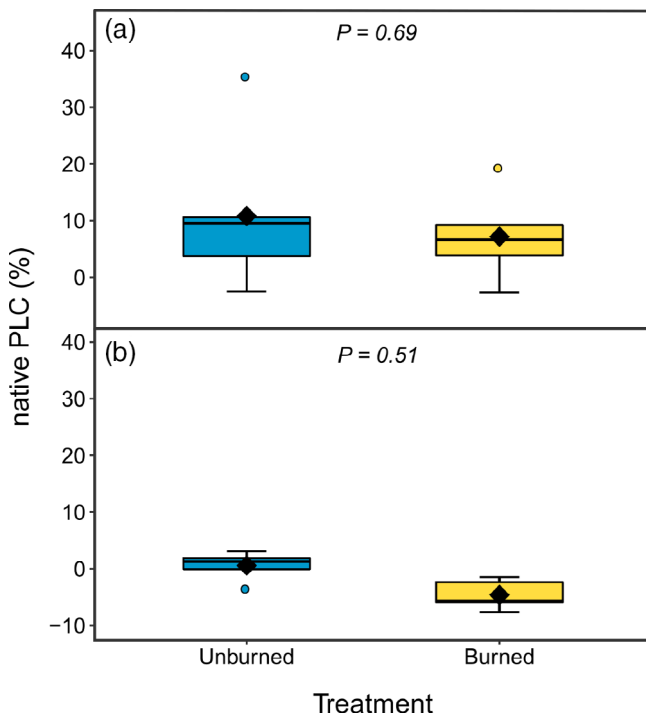 (a)
P = 0.69
40
30
20
10
0
(b)
P = 0.51
40
30
20
10
0
−10
native PLC (%)
Unburned
Burned
Treatment